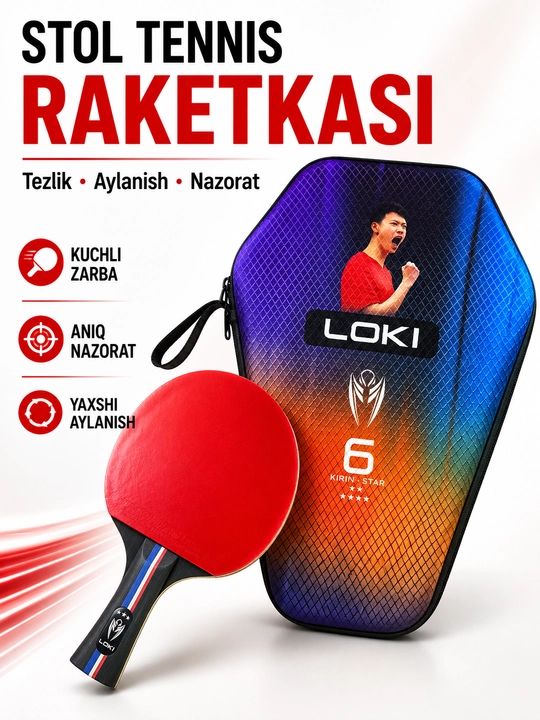 STOL TENNIS
RAKETKASI
Tezlik • Aylanish • Nazorat
KUCHLI
ZARBA
ANIQ
NAZORAT
YAXSHI
AYLANISH
LOKI
6
KIRIN - STAR
LOKI